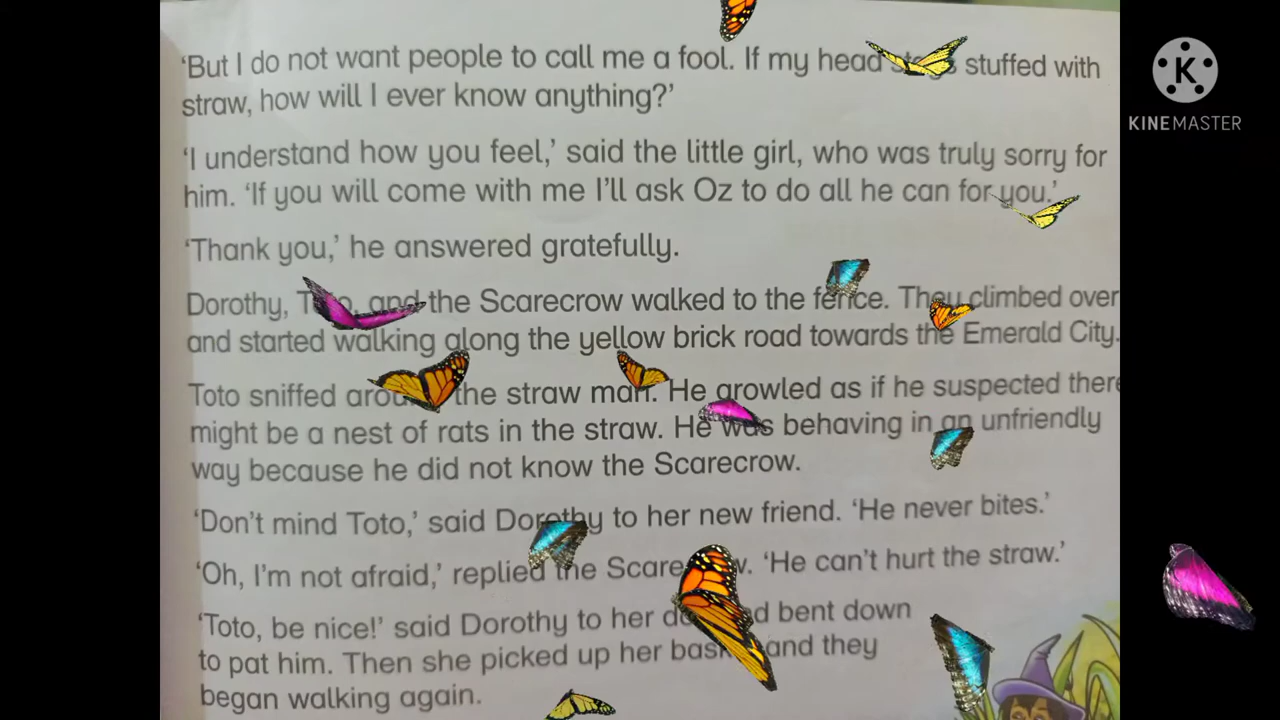 ‘But I do not want people to call me a fool. If my head stuffed with
straw, how will I ever know anything?’
‘I understand how you feel,’ said the little girl, who was truly sorry for
him. ‘If you will come with me I’ll ask Oz to do all he can for you.’
‘Thank you,’ he answered gratefully.
Dorothy, Toto, and the Scarecrow walked to the fence. They climbed over
and started walking along the yellow brick road towards the Emerald City.
Toto sniffed around the straw man. He growled as if he suspected there
might be a nest of rats in the straw. He was behaving in an unfriendly
way because he did not know the Scarecrow.
‘Don’t mind Toto,’ said Dorothy to her new friend. ‘He never bites.’
‘Oh, I’m not afraid,’ replied the Scarecrow. ‘He can’t hurt the straw.’
‘Toto, be nice!’ said Dorothy to her bent down
to pat him. Then she picked up her basket and they
began walking again.
KINEMASTER